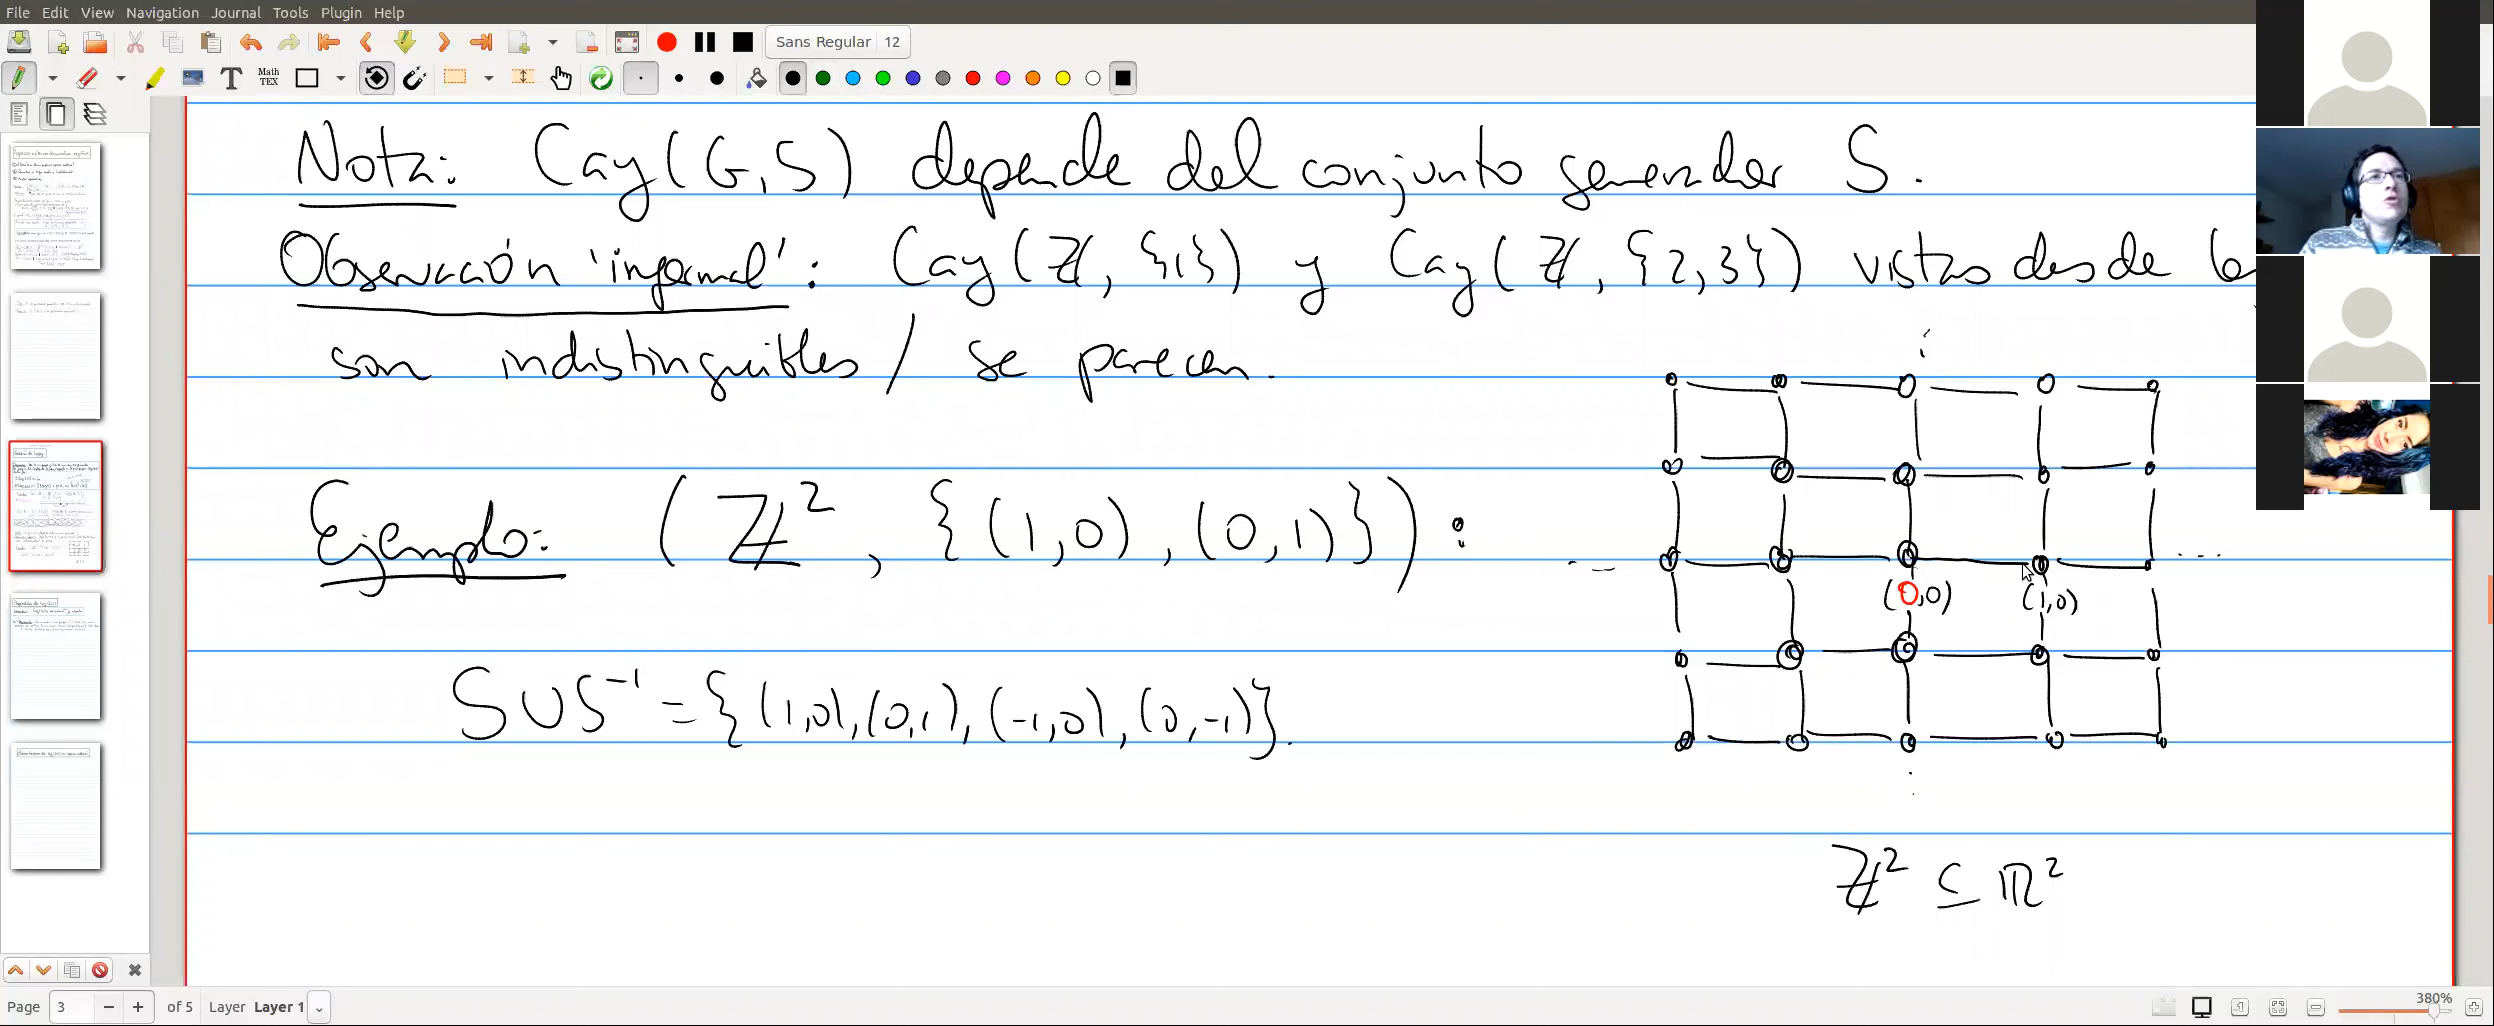 File Edit View Navigation Journal Tools Plugin Help
Sans Regular 12
Math TEX
Nota: Cay(G,S) depende del conjunto generador S.
Observación 'informal': Cay(ℤ, {1}) y Cay(ℤ, {2,3}) vistas desde le
son indistinguibles / se parecen.
Ejemplo: (ℤ², {(1,0), (0,1)}):
(0,0) (1,0)
S∪S⁻¹ = {(1,0), (0,1), (-1,0), (0,-1)}.
ℤ² ⊆ ℝ²
Page 3 of 5 Layer Layer 1
380%